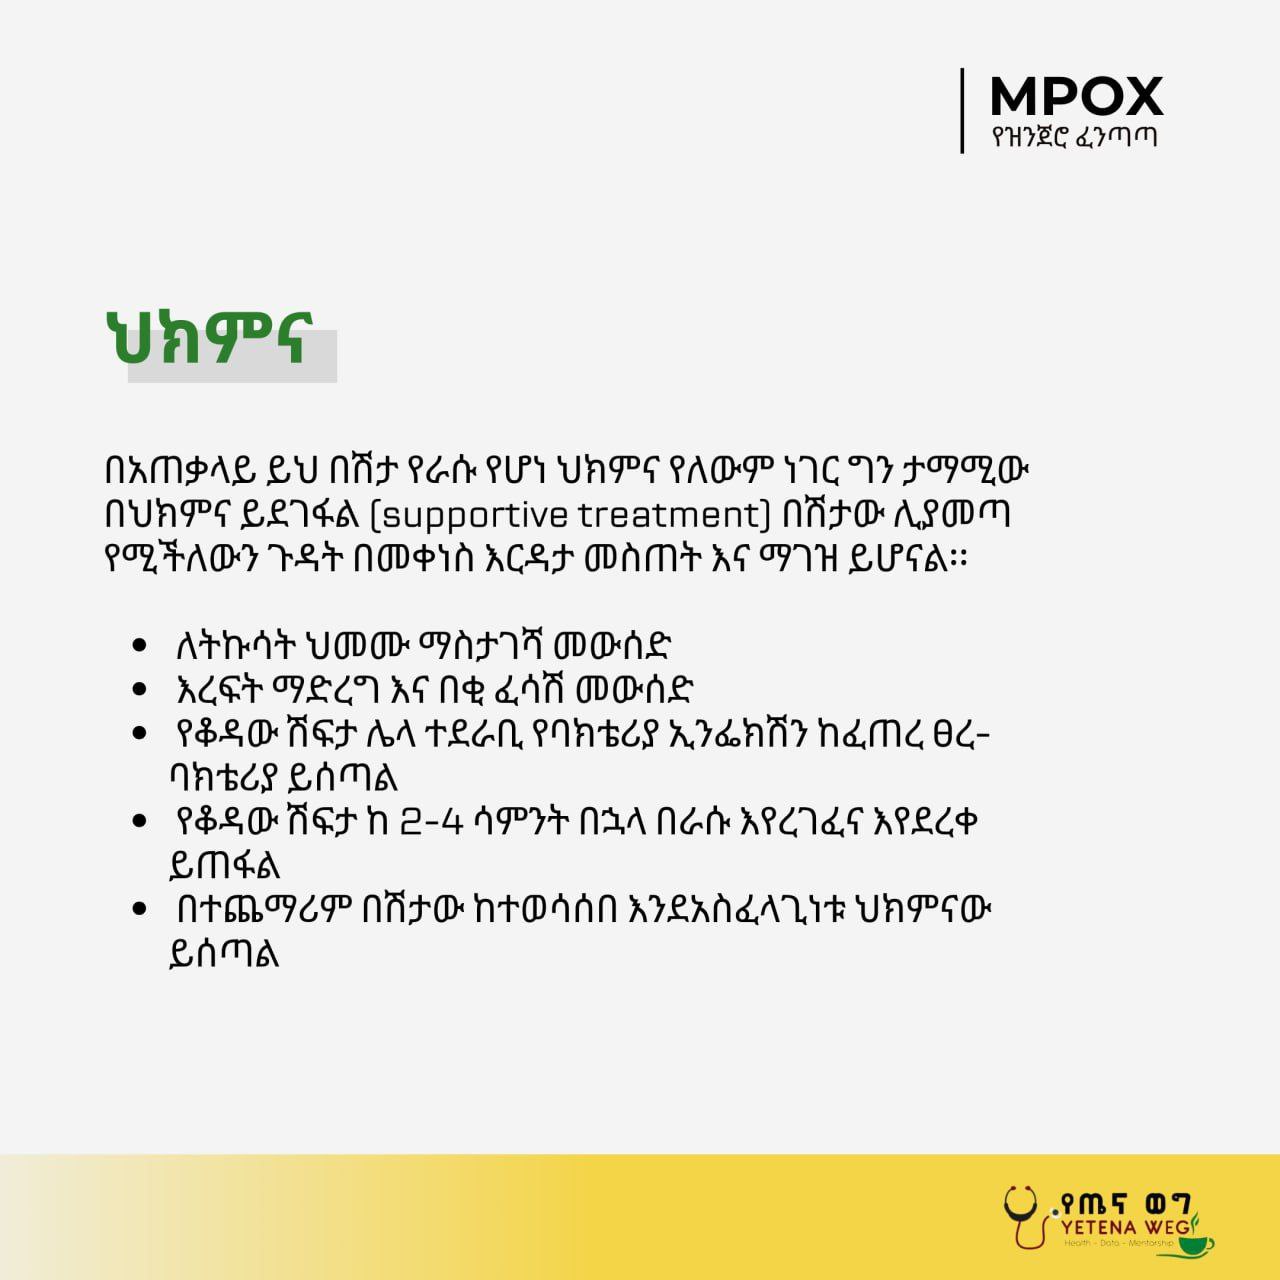 MPOX
የዝንጀሮ ፈንጣጣ
ህክምና
በአጠቃላይ ይህ በሽታ የራሱ የሆነ ህክምና የለውም ነገር ግን ታማሚው
በህክምና ይደገፋል (supportive treatment) በሽታው ሊያመጣ
የሚችለውን ጉዳት በመቀነስ እርዳታ መስጠት እና ማገዝ ይሆናል፡፡
• ለትኩሳት ህመሙ ማስታገሻ መውሰድ
• እረፍት ማድረግ እና በቂ ፈሳሽ መውሰድ
• የቆዳው ሽፍታ ሌላ ተደራቢ የባክቴሪያ ኢንፌክሽን ከፈጠረ ፀረ-
ባክቴሪያ ይሰጣል
• የቆዳው ሽፍታ ከ 2-4 ሳምንት በኋላ በራሱ እየረገፈና እየደረቀ
ይጠፋል
• በተጨማሪም በሽታው ከተወሳሰበ እንደአስፈላጊነቱ ህክምናው
ይሰጣል
የጤና ወግ
YETENA WEG
Health - Data - Mentorship